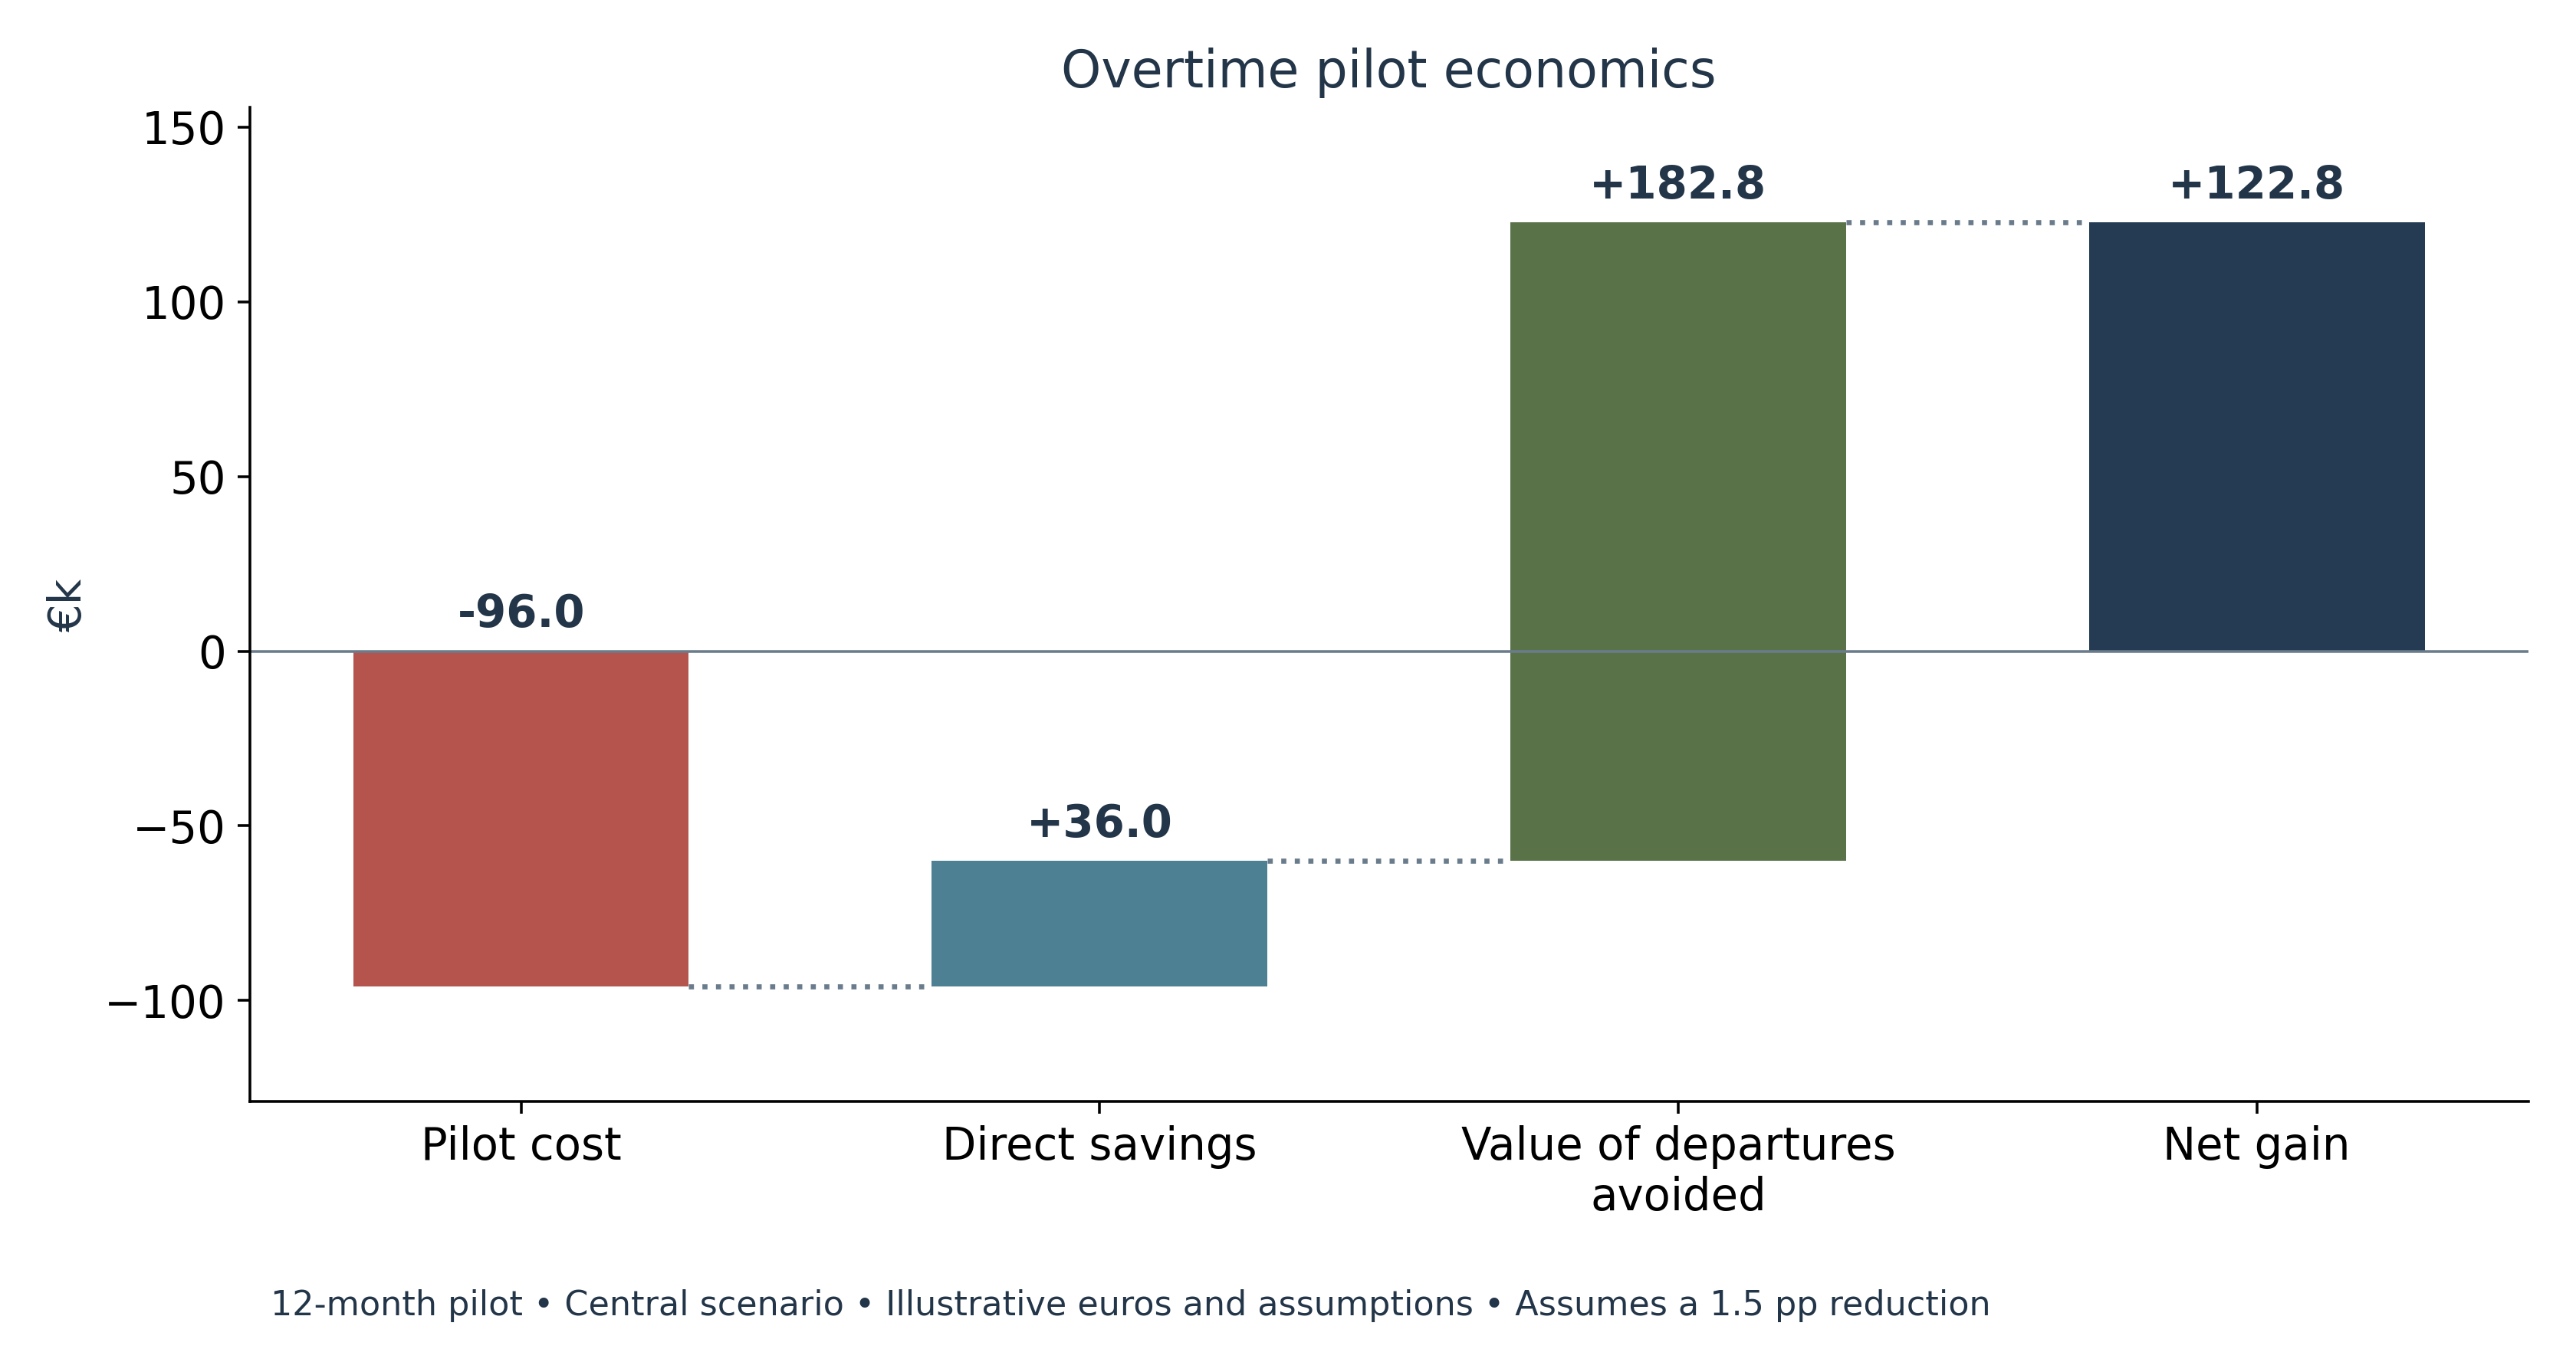 Overtime pilot economics
150
100
50
0
−50
−100
€k
-96.0
+36.0
+182.8
+122.8
Pilot cost
Direct savings
Value of departures
avoided
Net gain
12-month pilot • Central scenario • Illustrative euros and assumptions • Assumes a 1.5 pp reduction